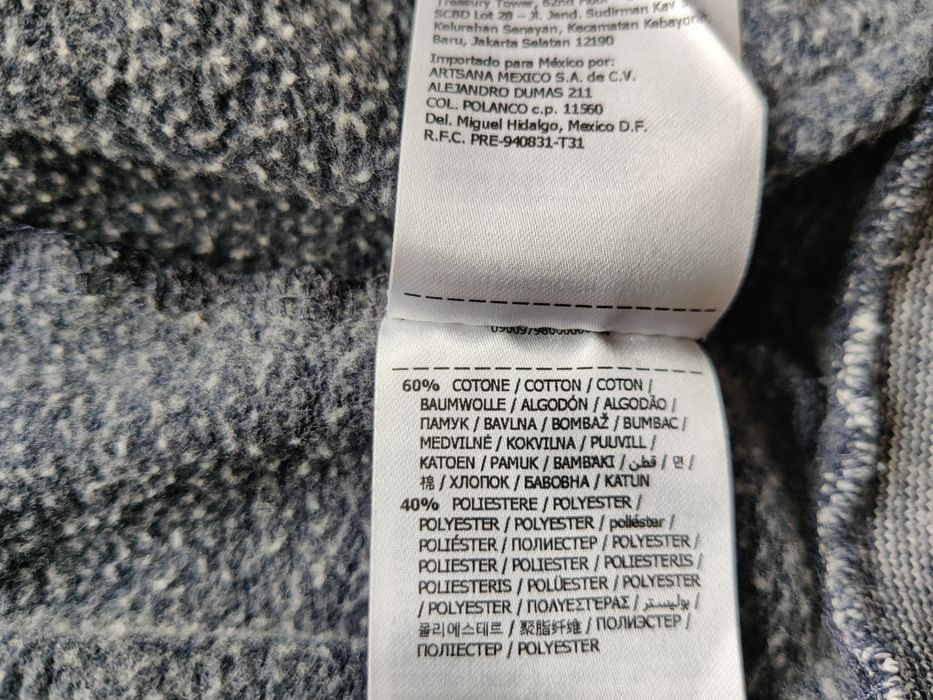 Treasury Tower, 62nd Floor
SCBD Lot 28 - Jl. Jend. Sudirman Kav
Kelurahan Senayan, Kecamatan Kebayoran
Baru, Jakarta Selatan 12190
Importado para México por:
ARTSANA MEXICO S.A. de C.V.
ALEJANDRO DUMAS 211
COL. POLANCO c.p. 11560
Del. Miguel Hidalgo, Mexico D.F.
R.F.C. PRE-940831-T31
60% COTONE / COTTON / COTON /
BAUMWOLLE / ALGODÓN / ALGODÃO /
ПАМУК / BAVLNA / BOMBAŽ / BUMBAC /
MEDVILNĖ / KOKVILNA / PUUVILL /
KATOEN / PAMUK / ΒΑΜΒΆΚΙ / قطن / 면 /
棉 / ХЛОПОК / БАВОВНА / KATUN
40% POLIESTERE / POLYESTER /
POLYESTER / POLYESTER / poliéster /
POLIÉSTER / ПОЛИЕСТЕР / POLYESTER /
POLIESTER / POLIESTER / POLIESTERIS /
POLIESTERIS / POLÜESTER / POLYESTER
/ POLYESTER / ΠΟΛΥΕΣΤΕΡΑΣ / بوليستر /
폴리에스테르 / 聚脂纤维 / ПОЛИЭСТЕР /
ПОЛІЕСТЕР / POLYESTER